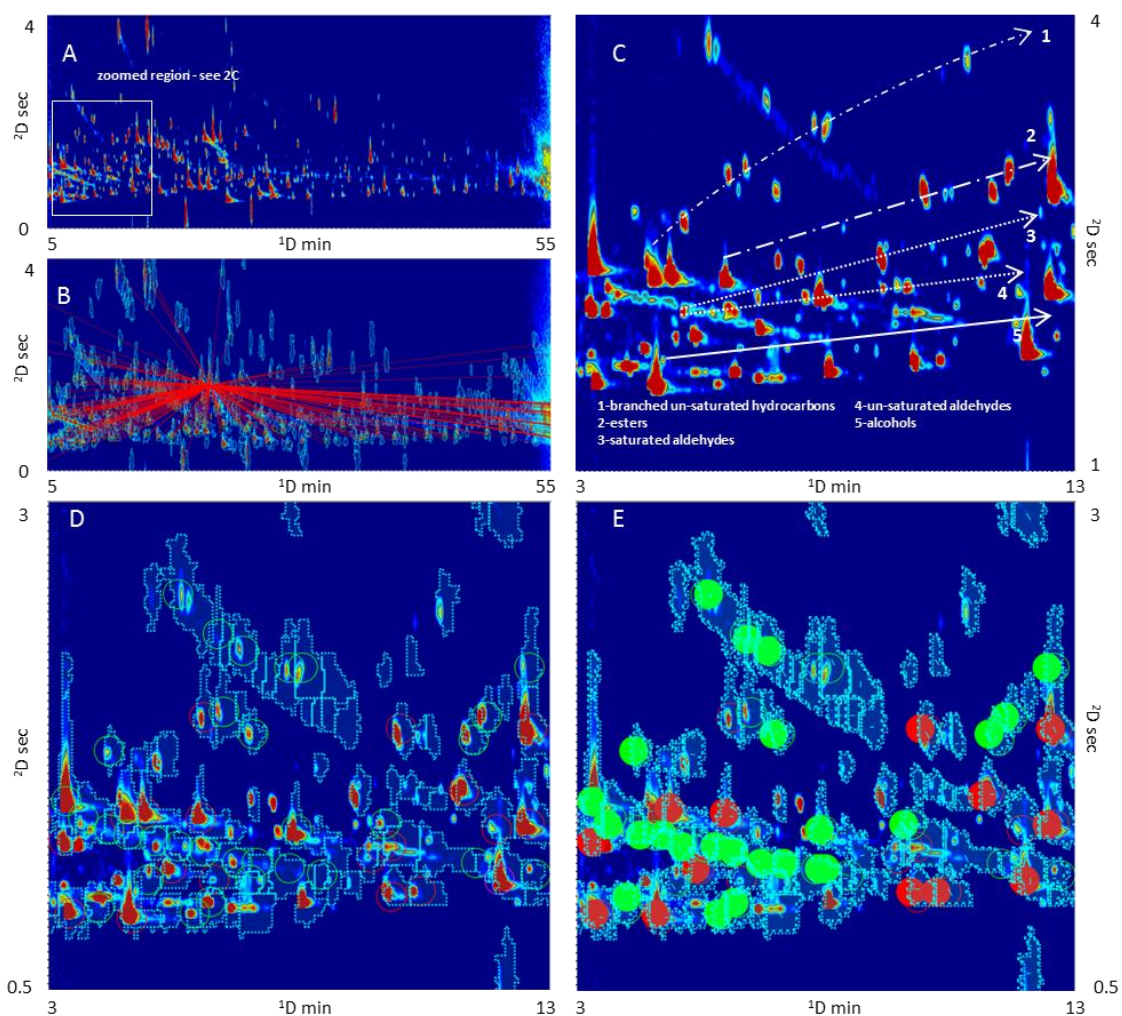 4
A
zoomed region - see 2C
²D sec
0
5
¹D min
55
4
B
²D sec
0
5
¹D min
55
C
4
1
2
3
4
5
²D sec
1-branched un-saturated hydrocarbons
2-esters
3-saturated aldehydes
4-un-saturated aldehydes
5-alcohols
1
3
¹D min
13
D
3
²D sec
0.5
3
¹D min
13
E
3
²D sec
0.5
3
¹D min
13